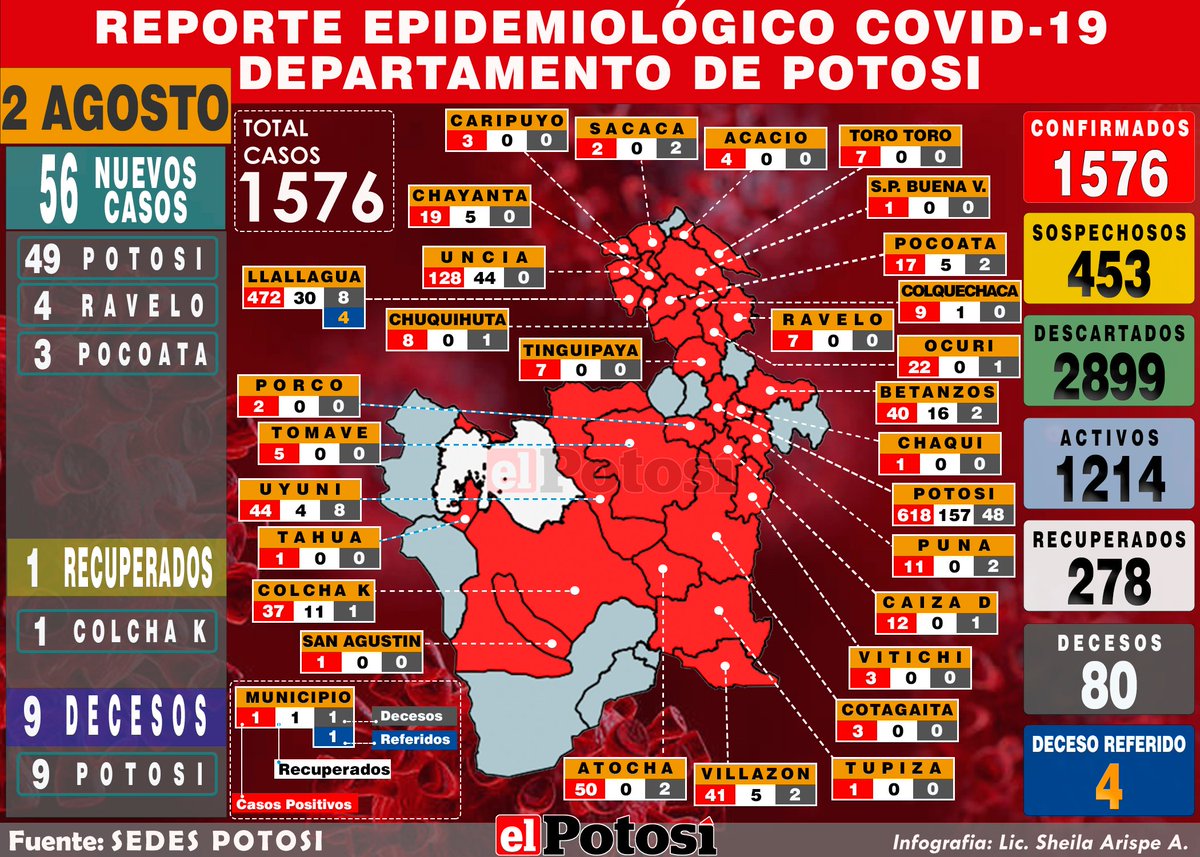 REPORTE EPIDEMIOLÓGICO COVID-19
DEPARTAMENTO DE POTOSI
2 AGOSTO
56 NUEVOS CASOS
49 POTOSI
4 RAVELO
3 POCOATA
1 RECUPERADOS
1 COLCHA K
9 DECESOS
9 POTOSI
TOTAL
CASOS
1576
CARIPUYO
3 0 0
SACACA
2 0 2
ACACIO
4 0 0
TORO TORO
7 0 0
CHAYANTA
19 5 0
S.P. BUENA V.
1 0 0
UNCIA
128 44 0
POCOATA
17 5 2
LLALLAGUA
472 30 8
4
COLQUECHACA
9 1 0
CHUQUIHUTA
8 0 1
RAVELO
7 0 0
TINGUIPAYA
7 0 0
OCURI
22 0 1
PORCO
2 0 0
BETANZOS
40 16 2
TOMAVE
5 0 0
CHAQUI
1 0 0
UYUNI
44 4 8
POTOSI
618 157 48
TAHUA
1 0 0
PUNA
11 0 2
COLCHA K
37 11 1
CAIZA D
12 0 1
SAN AGUSTIN
1 0 0
VITICHI
3 0 0
COTAGAITA
3 0 0
ATOCHA
50 0 2
VILLAZON
41 5 2
TUPIZA
1 0 0
el Potosí
MUNICIPIO
1 1 1
1
Decesos
Referidos
Recuperados
Casos Positivos
CONFIRMADOS
1576
SOSPECHOSOS
453
DESCARTADOS
2899
ACTIVOS
1214
RECUPERADOS
278
DECESOS
80
DECESO REFERIDO
4
Fuente: SEDES POTOSI
el Potosí
Infografia: Lic. Sheila Arispe A.